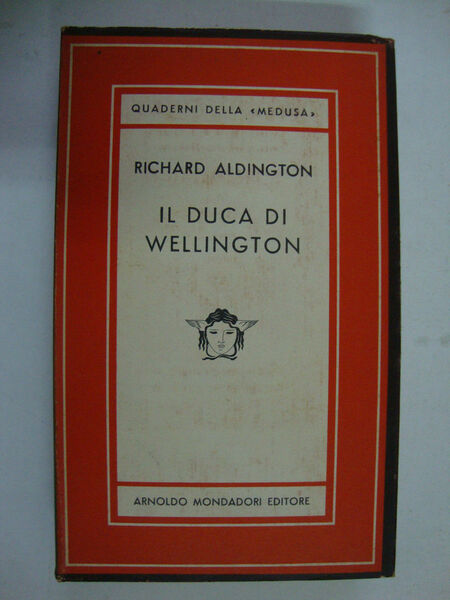 QUADERNI DELLA «MEDUSA»
RICHARD ALDINGTON
IL DUCA DI
WELLINGTON
ARNOLDO MONDADORI EDITORE